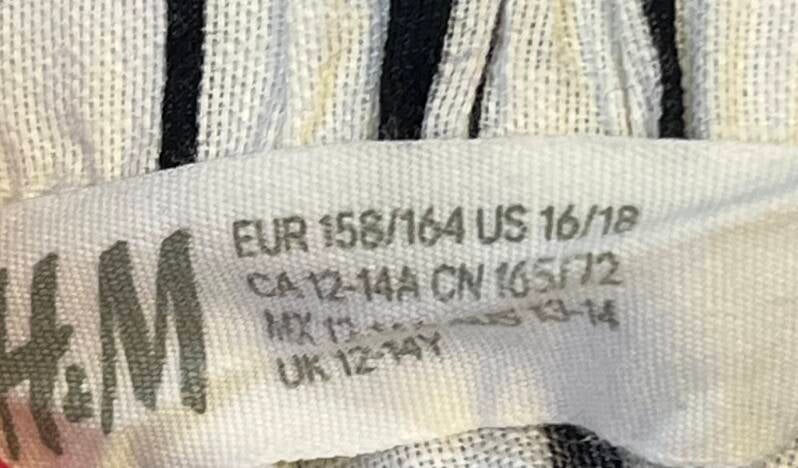 H&M
EUR 158/164 US 16/18
CA 12-14A CN 165/72
MX 13-14
UK 12-14Y